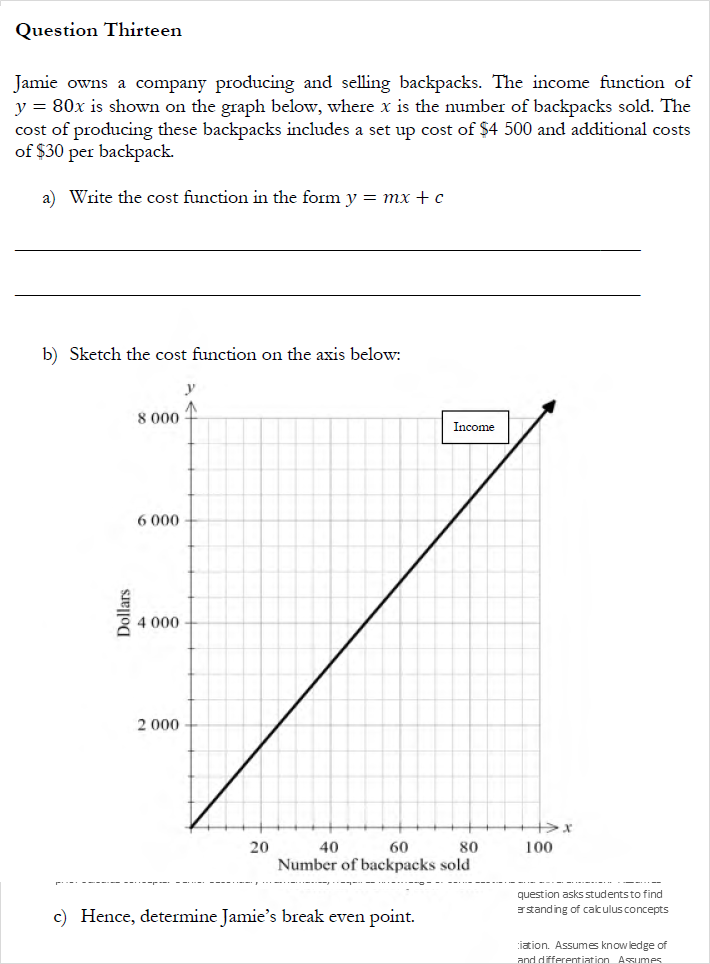 Question Thirteen
Jamie owns a company producing and selling backpacks. The income function of
y = 80x is shown on the graph below, where x is the number of backpacks sold. The
cost of producing these backpacks includes a set up cost of $4 500 and additional costs
of $30 per backpack.
a) Write the cost function in the form y = mx + c
b) Sketch the cost function on the axis below:
y
8 000
Income
6 000
Dollars
4 000
2 000
x
20 40 60 80 100
Number of backpacks sold
question asks students to find
c) Hence, determine Jamie’s break even point.
erstanding of calculus concepts
iation. Assumes knowledge of
and differentiation. Assumes